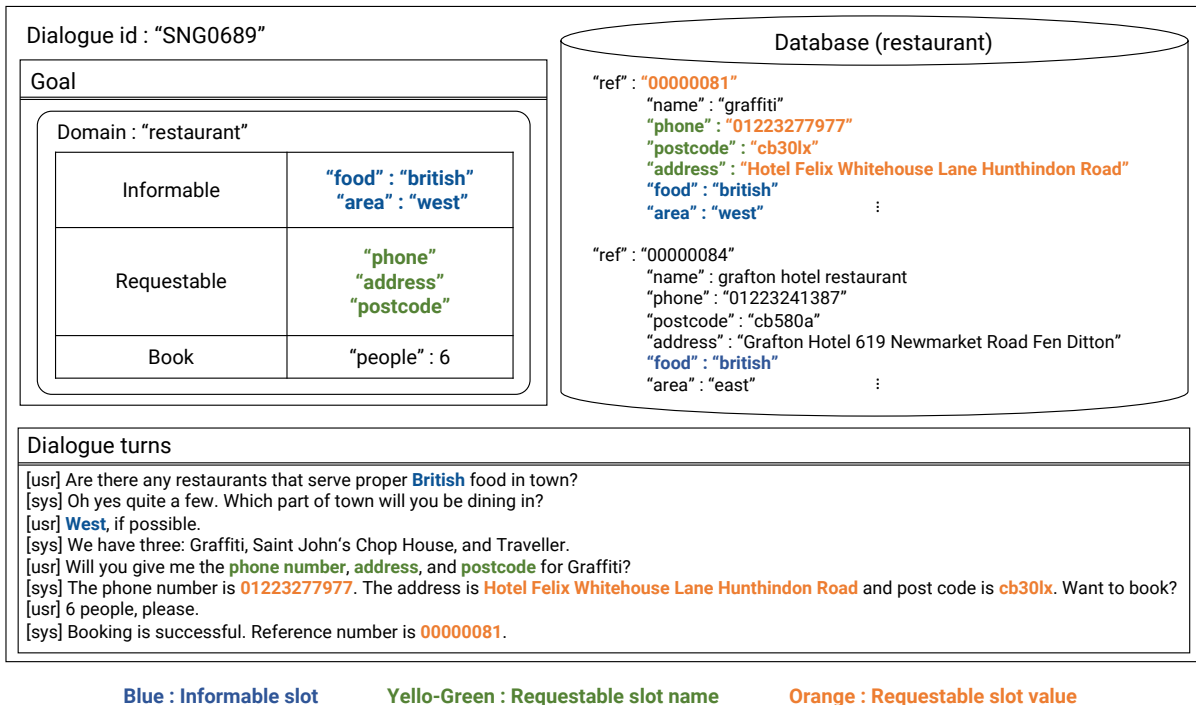 Dialogue id : “SNG0689”
Goal
Domain : “restaurant”
Informable
“food” : “british”
“area” : “west”
Requestable
“phone”
“address”
“postcode”
Book
“people” : 6
Database (restaurant)
“ref” : “00000081”
“name” : “graffiti”
“phone” : “01223277977”
”postcode” : “cb30lx”
“address” : “Hotel Felix Whitehouse Lane Hunthindon Road”
“food” : “british”
“area” : “west”
⋮
“ref” : “00000084”
“name” : grafton hotel restaurant
“phone” : “01223241387”
“postcode” : “cb580a”
“address” : “Grafton Hotel 619 Newmarket Road Fen Ditton”
“food” : “british”
“area” : “east”
⋮
Dialogue turns
[usr] Are there any restaurants that serve proper British food in town?
[sys] Oh yes quite a few. Which part of town will you be dining in?
[usr] West, if possible.
[sys] We have three: Graffiti, Saint John‘s Chop House, and Traveller.
[usr] Will you give me the phone number, address, and postcode for Graffiti?
[sys] The phone number is 01223277977. The address is Hotel Felix Whitehouse Lane Hunthindon Road and post code is cb30lx. Want to book?
[usr] 6 people, please.
[sys] Booking is successful. Reference number is 00000081.
Blue : Informable slot Yello-Green : Requestable slot name Orange : Requestable slot value